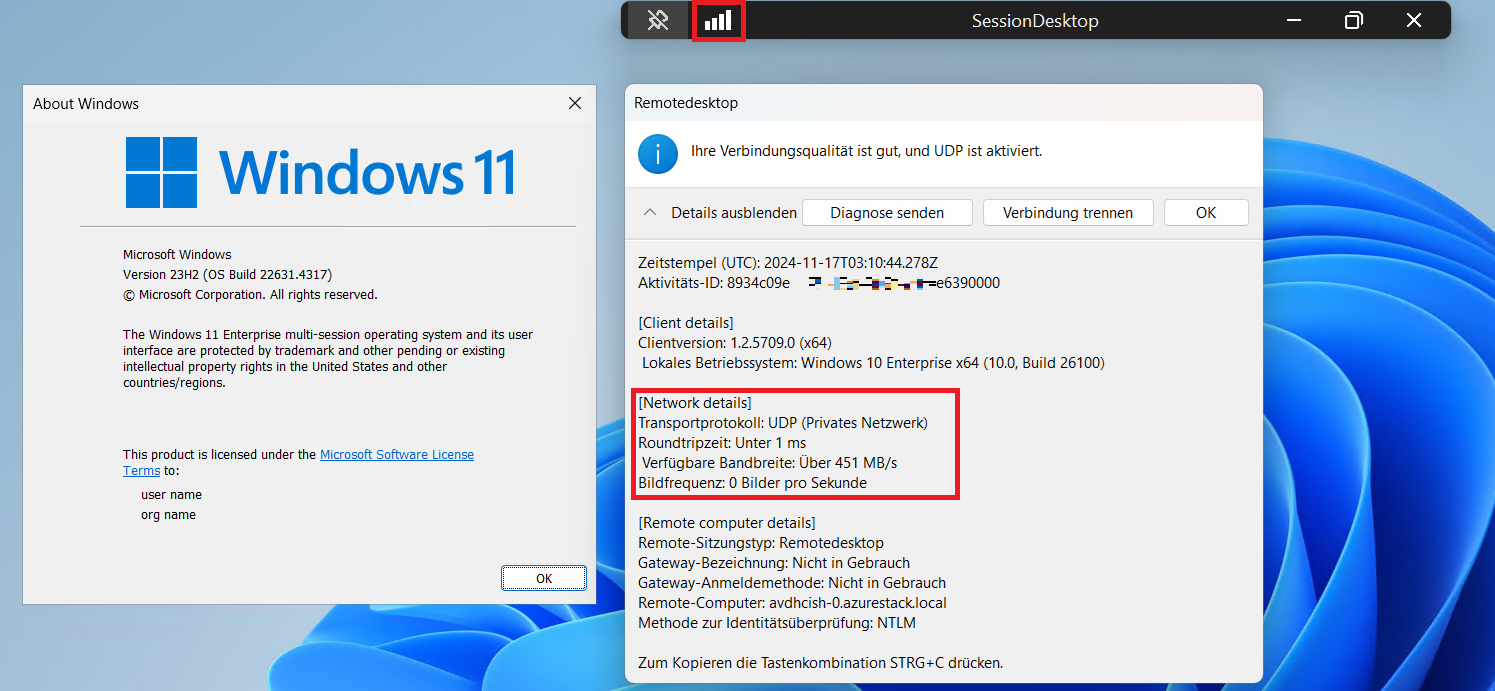 SessionDesktop
About Windows
Windows 11
Microsoft Windows
Version 23H2 (OS Build 22631.4317)
© Microsoft Corporation. All rights reserved.
The Windows 11 Enterprise multi-session operating system and its user
interface are protected by trademark and other pending or existing
intellectual property rights in the United States and other
countries/regions.
This product is licensed under the Microsoft Software License
Terms to:
user name
org name
OK
Remotedesktop
Ihre Verbindungsqualität ist gut, und UDP ist aktiviert.
Details ausblenden
Diagnose senden
Verbindung trennen
OK
Zeitstempel (UTC): 2024-11-17T03:10:44.278Z
Aktivitäts-ID: 8934c09e e6390000
[Client details]
Clientversion: 1.2.5709.0 (x64)
Lokales Betriebssystem: Windows 10 Enterprise x64 (10.0, Build 26100)
[Network details]
Transportprotokoll: UDP (Privates Netzwerk)
Roundtripzeit: Unter 1 ms
Verfügbare Bandbreite: Über 451 MB/s
Bildfrequenz: 0 Bilder pro Sekunde
[Remote computer details]
Remote-Sitzungstyp: Remotedesktop
Gateway-Bezeichnung: Nicht in Gebrauch
Gateway-Anmeldemethode: Nicht in Gebrauch
Remote-Computer: avdhcish-0.azurestack.local
Methode zur Identitätsüberprüfung: NTLM
Zum Kopieren die Tastenkombination STRG+C drücken.